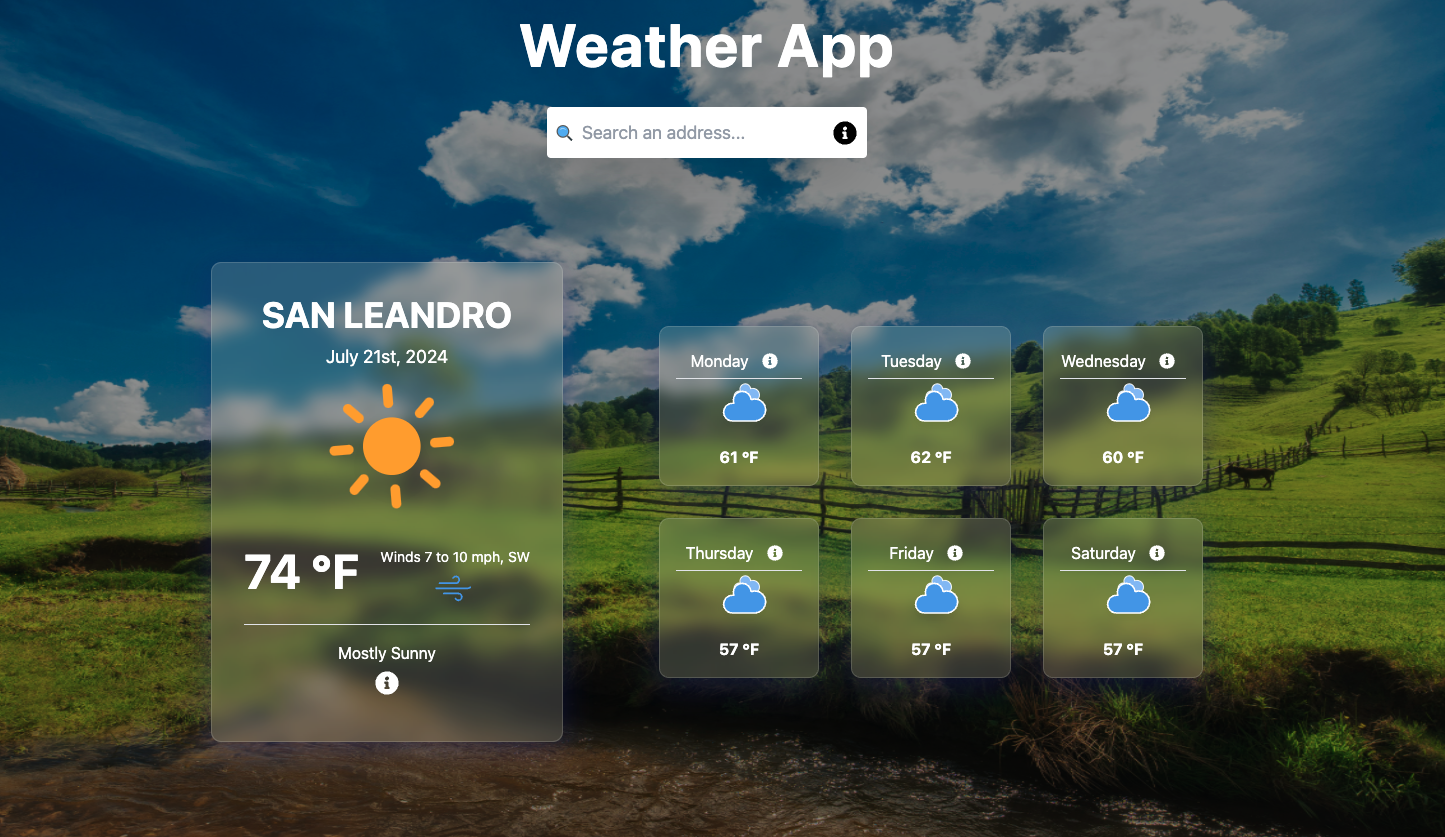 Weather App
Search an address...
SAN LEANDRO
July 21st, 2024
74 °F
Winds 7 to 10 mph, SW
Mostly Sunny
Monday
61 °F
Tuesday
62 °F
Wednesday
60 °F
Thursday
57 °F
Friday
57 °F
Saturday
57 °F